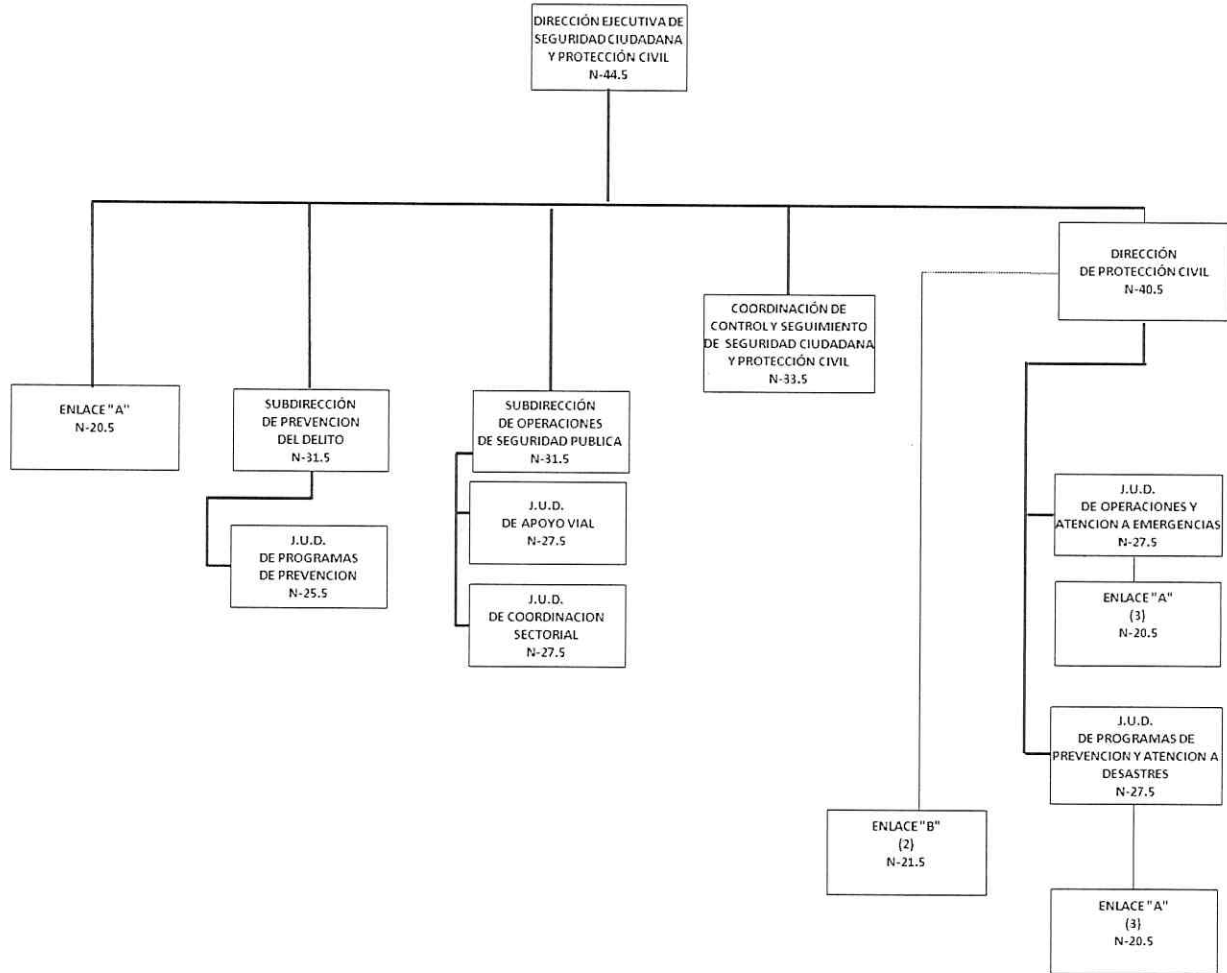 DIRECCIÓN EJECUTIVA DE
SEGURIDAD CIUDADANA
Y PROTECCIÓN CIVIL
N-44.5
DIRECCIÓN
DE PROTECCIÓN CIVIL
N-40.5
COORDINACIÓN DE
CONTROL Y SEGUIMIENTO
DE SEGURIDAD CIUDADANA
Y PROTECCIÓN CIVIL
N-33.5
ENLACE "A"
N-20.5
SUBDIRECCIÓN
DE PREVENCION
DEL DELITO
N-31.5
SUBDIRECCIÓN
DE OPERACIONES
DE SEGURIDAD PUBLICA
N-31.5
J.U.D.
DE PROGRAMAS
DE PREVENCION
N-25.5
J.U.D.
DE APOYO VIAL
N-27.5
J.U.D.
DE COORDINACION
SECTORIAL
N-27.5
J.U.D.
DE OPERACIONES Y
ATENCION A EMERGENCIAS
N-27.5
ENLACE "A"
(3)
N-20.5
J.U.D.
DE PROGRAMAS DE
PREVENCION Y ATENCION A
DESASTRES
N-27.5
ENLACE "B"
(2)
N-21.5
ENLACE "A"
(3)
N-20.5